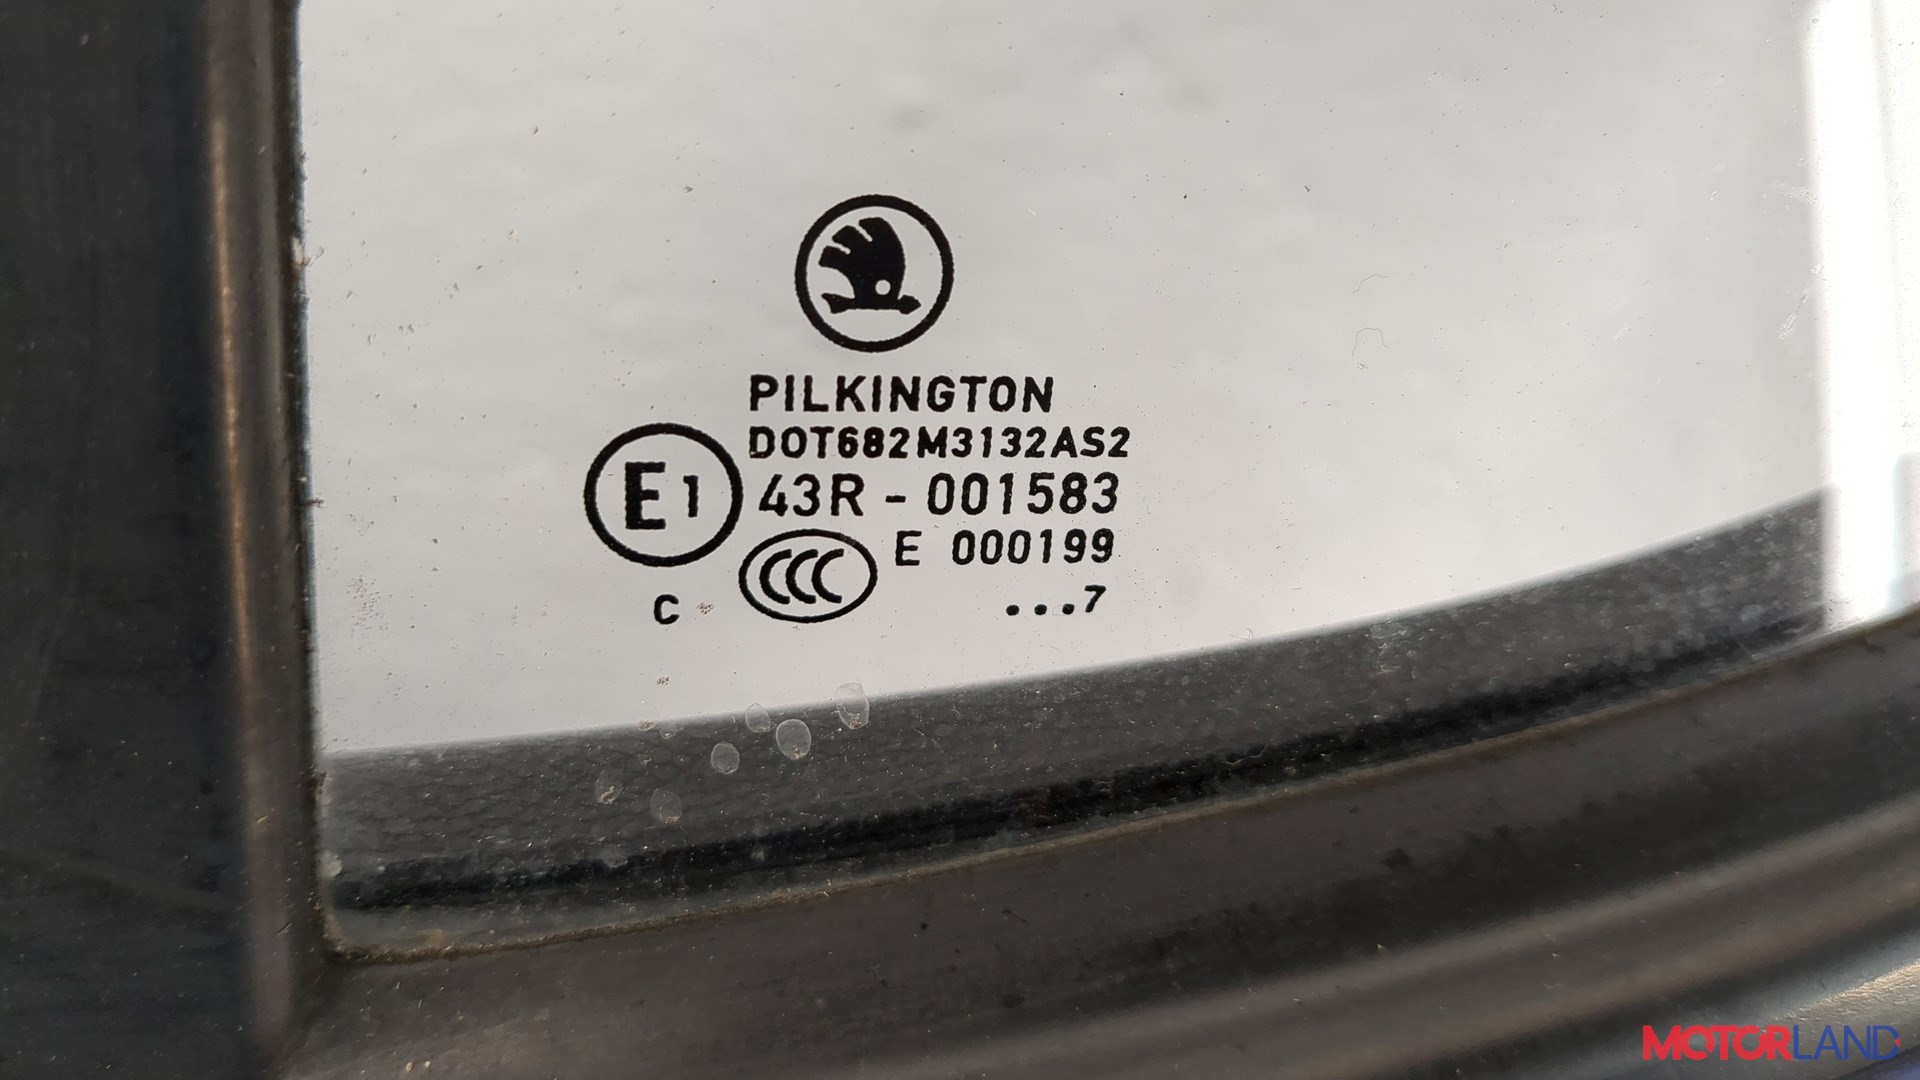 PILKINGTON
DOT682M3132AS2
E1 43R - 001583
CCC E 000199
C ...7
MOTORLAND